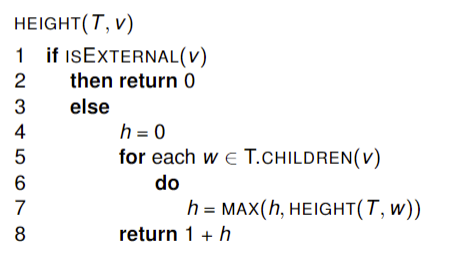 HEIGHT(T, v)
1 if ISEXTERNAL(v)
2 then return 0
3 else
4 h = 0
5 for each w ∈ T.CHILDREN(v)
6 do
7 h = MAX(h, HEIGHT(T, w))
8 return 1 + h